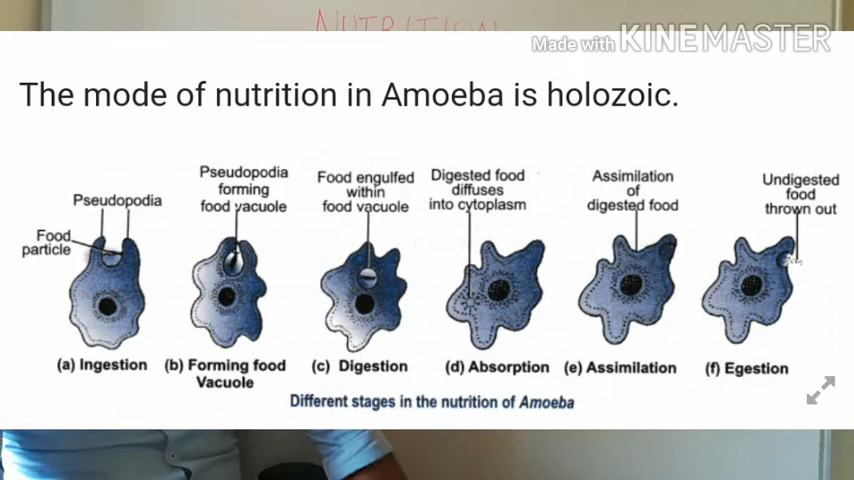 NUTRITION
Made with KINEMASTER
The mode of nutrition in Amoeba is holozoic.
Pseudopodia
Food
particle
Pseudopodia
forming
food vacuole
Food engulfed
within
food vacuole
Digested food
diffuses
into cytoplasm
Assimilation
of
digested food
Undigested
food
thrown out
(a) Ingestion
(b) Forming food
Vacuole
(c) Digestion
(d) Absorption
(e) Assimilation
(f) Egestion
Different stages in the nutrition of Amoeba